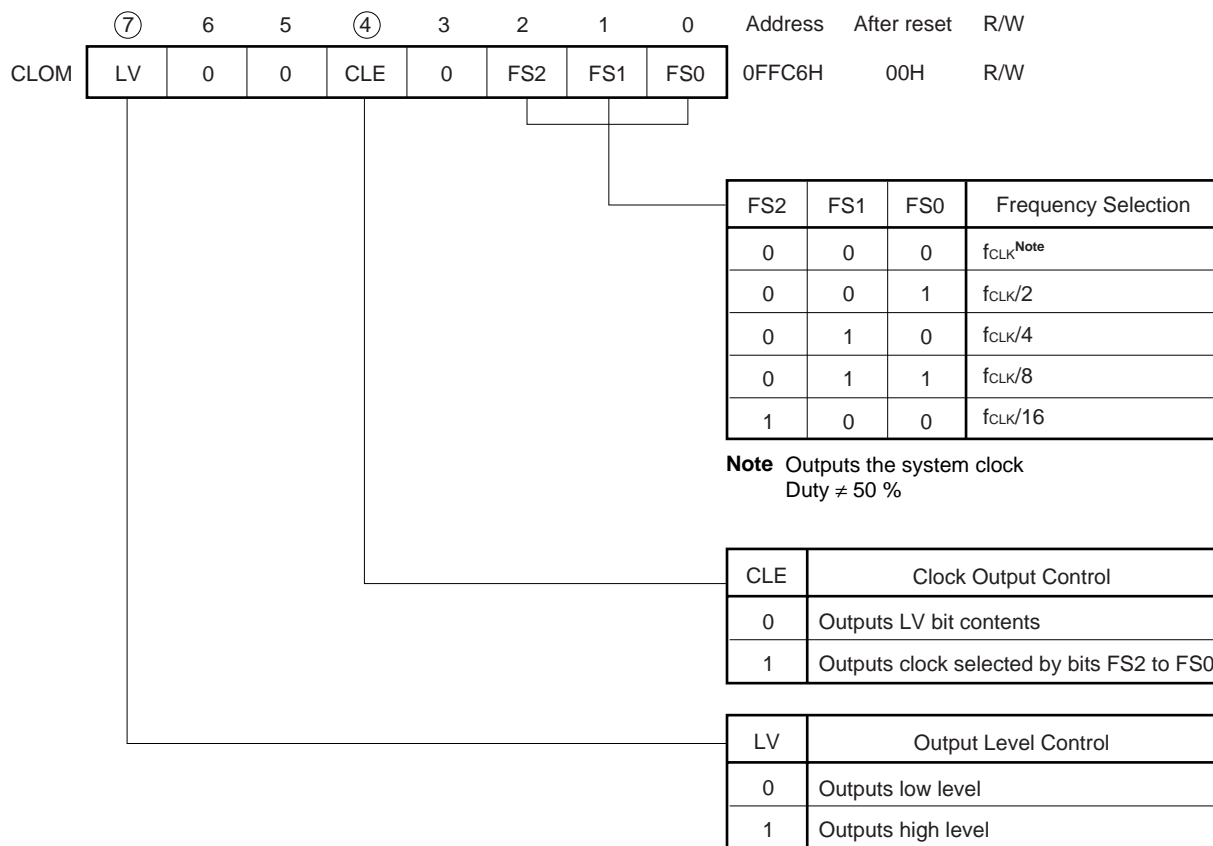 ⑦ 6 5 ④ 3 2 1 0 Address After reset R/W
CLOM LV 0 0 CLE 0 FS2 FS1 FS0 0FFC6H 00H R/W
FS2 FS1 FS0 Frequency Selection
0 0 0 fCLKNote
0 0 1 fCLK/2
0 1 0 fCLK/4
0 1 1 fCLK/8
1 0 0 fCLK/16
Note Outputs the system clock
Duty ≠ 50 %
CLE Clock Output Control
0 Outputs LV bit contents
1 Outputs clock selected by bits FS2 to FS0
LV Output Level Control
0 Outputs low level
1 Outputs high level